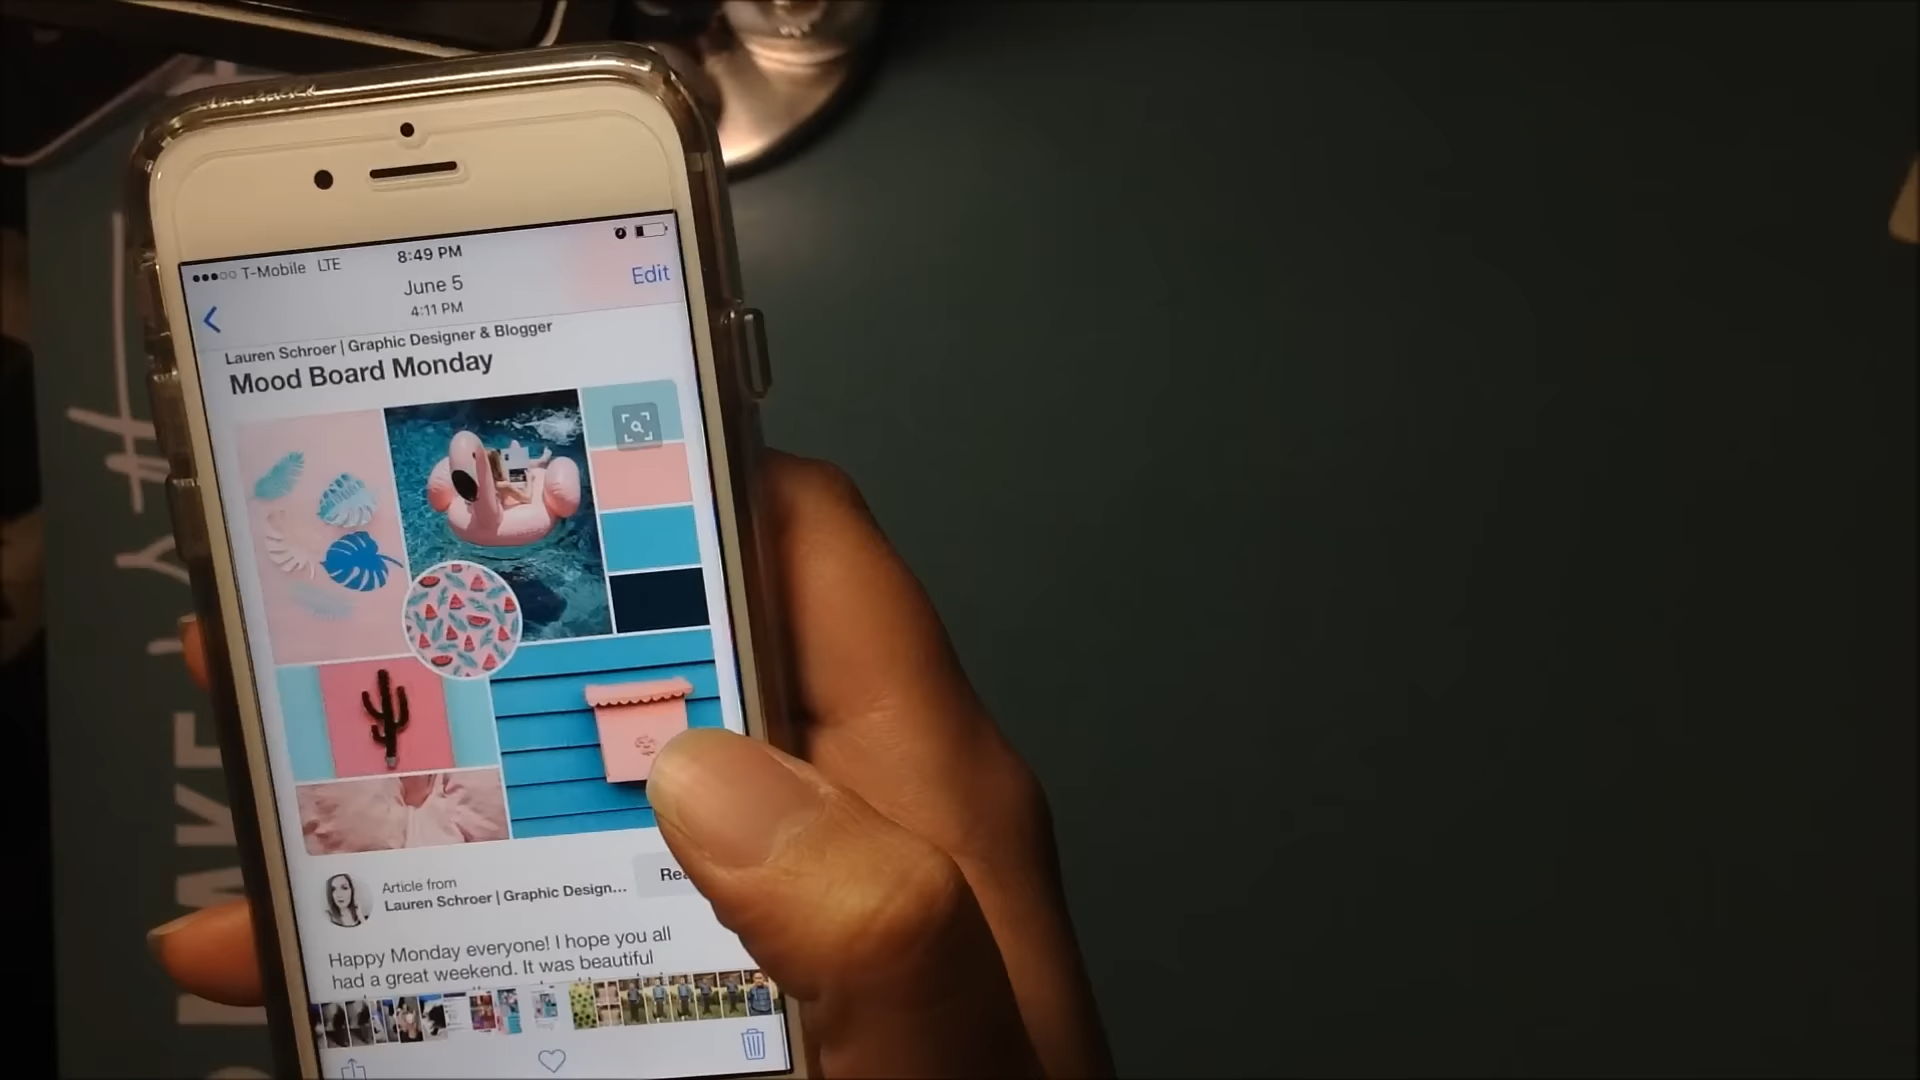 T-Mobile LTE
8:49 PM
June 5
4:11 PM
Edit
Lauren Schroer | Graphic Designer & Blogger
Mood Board Monday
Article from
Lauren Schroer | Graphic Design...
Happy Monday everyone! I hope you all
had a great weekend. It was beautiful
MAKE